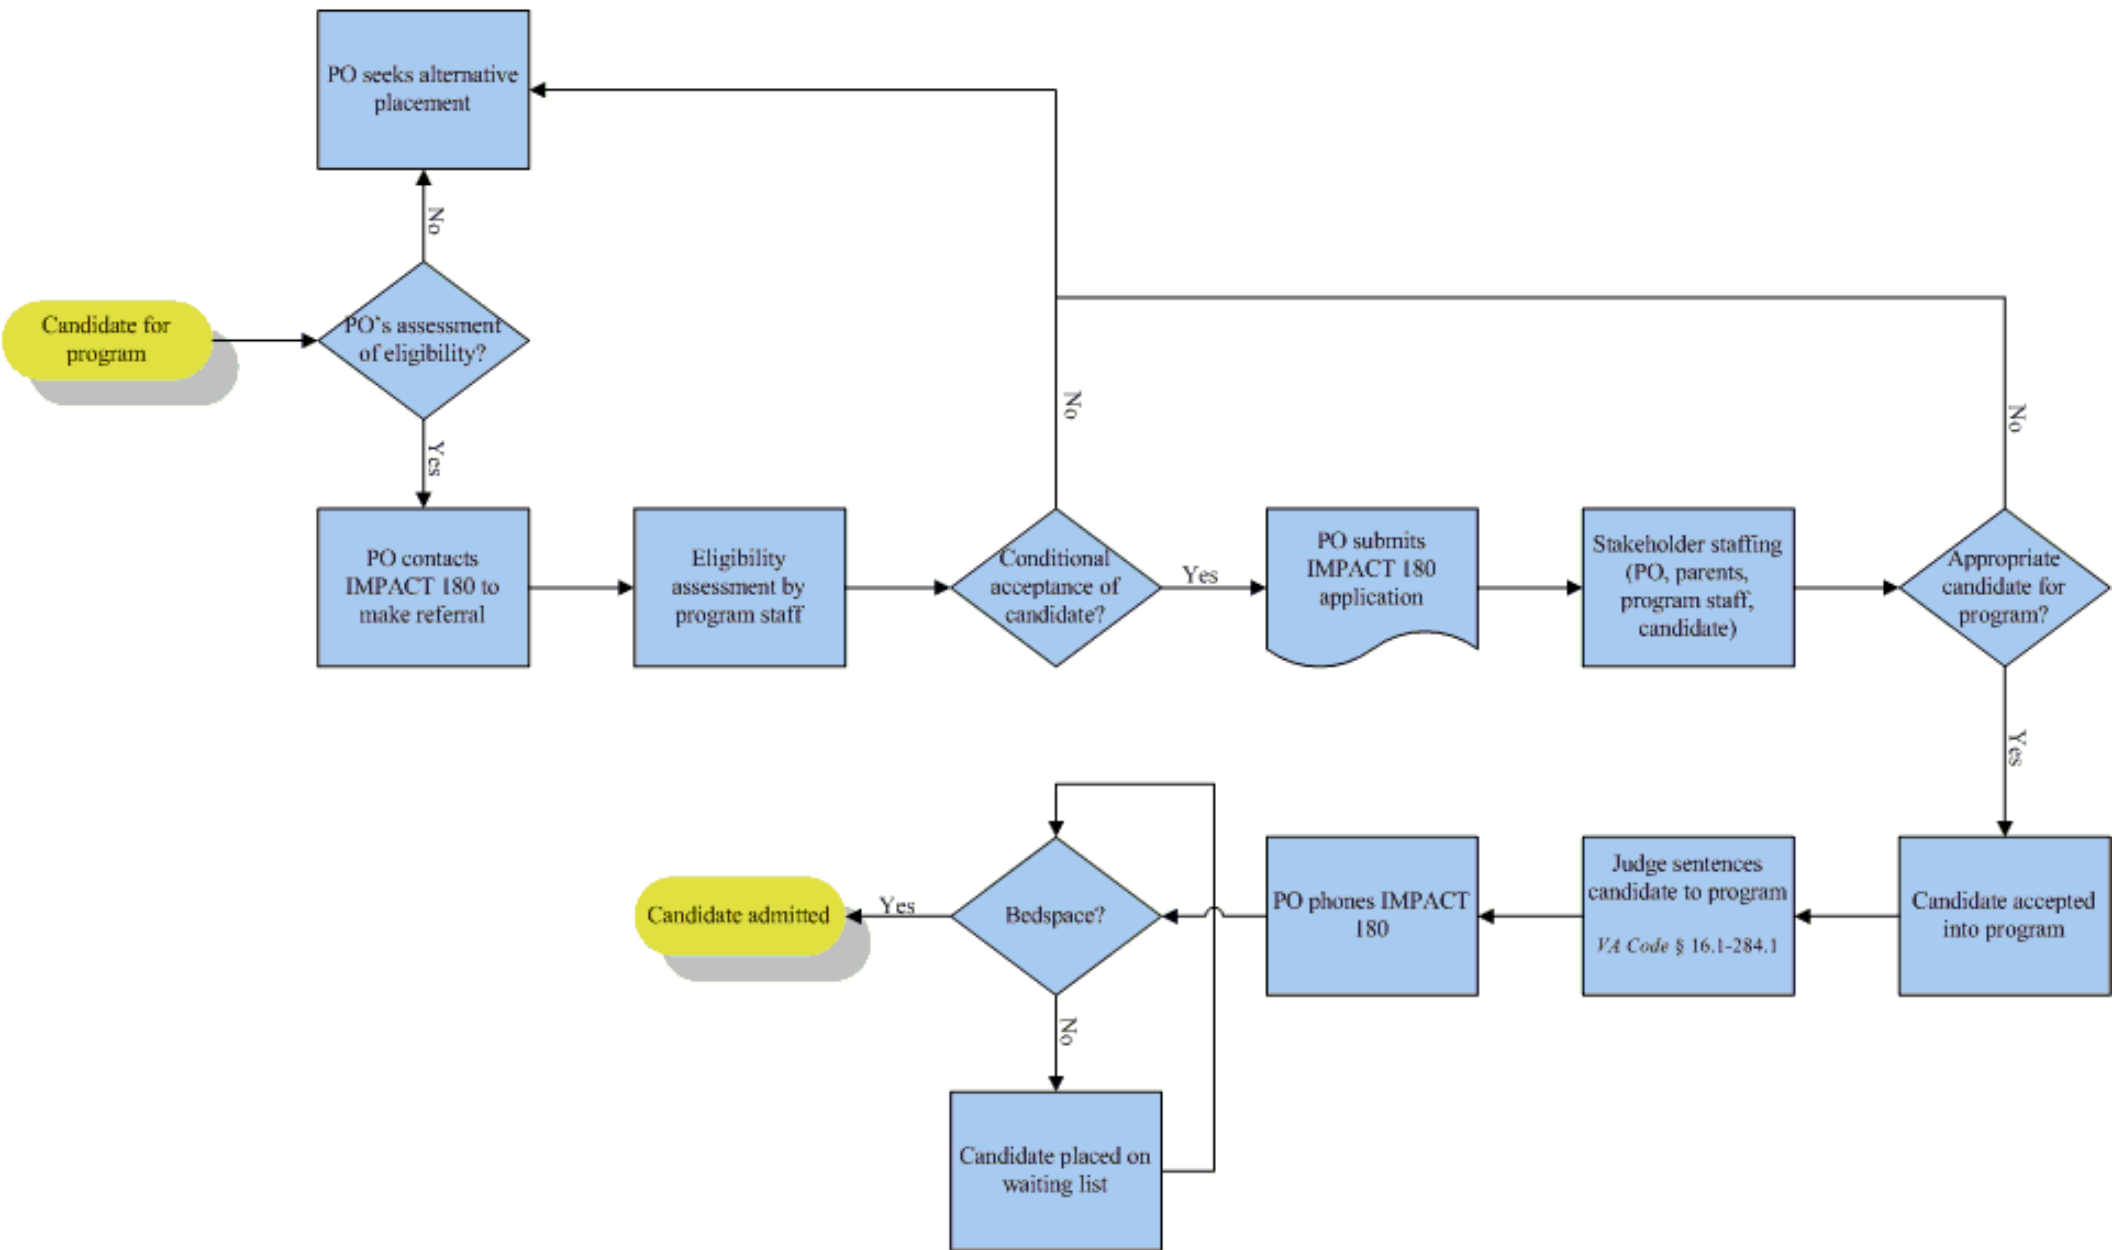 PO seeks alternative
placement
No
Candidate for
program
PO's assessment
of eligibility?
Yes
No
No
PO contacts
IMPACT 180 to
make referral
Eligibility
assessment by
program staff
Conditional
acceptance of
candidate?
Yes
PO submits
IMPACT 180
application
Stakeholder staffing
(PO, parents,
program staff,
candidate)
Appropriate
candidate for
program?
Yes
Candidate admitted
Yes
Bedspace?
PO phones IMPACT
180
Judge sentences
candidate to program
VA Code § 16.1-284.1
Candidate accepted
into program
No
Candidate placed on
waiting list